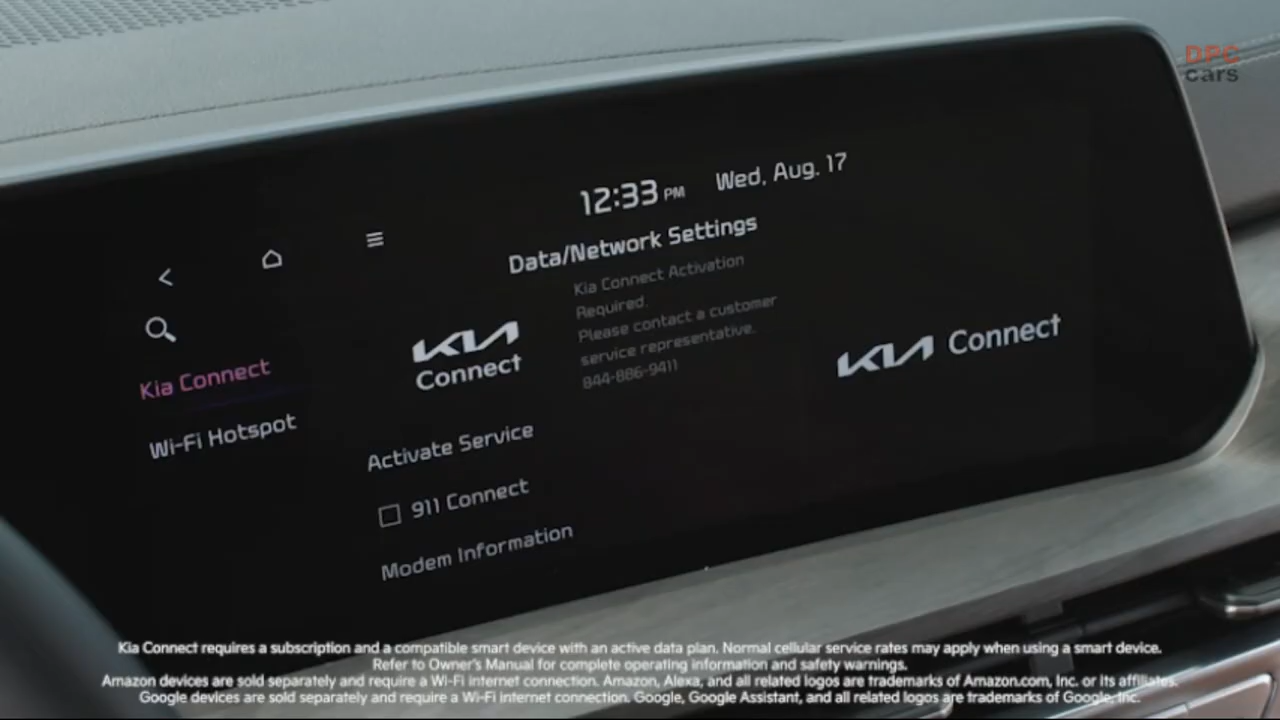 DPC
cars
12:33 PM Wed, Aug. 17
Data/Network Settings
Kia Connect
Wi-Fi Hotspot
KIA
Connect
Kia Connect Activation
Required.
Please contact a customer
service representative.
844-886-9411
Activate Service
911 Connect
Modem Information
KIA Connect
Kia Connect requires a subscription and a compatible smart device with an active data plan. Normal cellular service rates may apply when using a smart device.
Refer to Owner's Manual for complete operating information and safety warnings.
Amazon devices are sold separately and require a Wi-Fi internet connection. Amazon, Alexa, and all related logos are trademarks of Amazon.com, Inc. or its affiliates.
Google devices are sold separately and require a Wi-Fi internet connection. Google, Google Assistant, and all related logos are trademarks of Google, Inc.